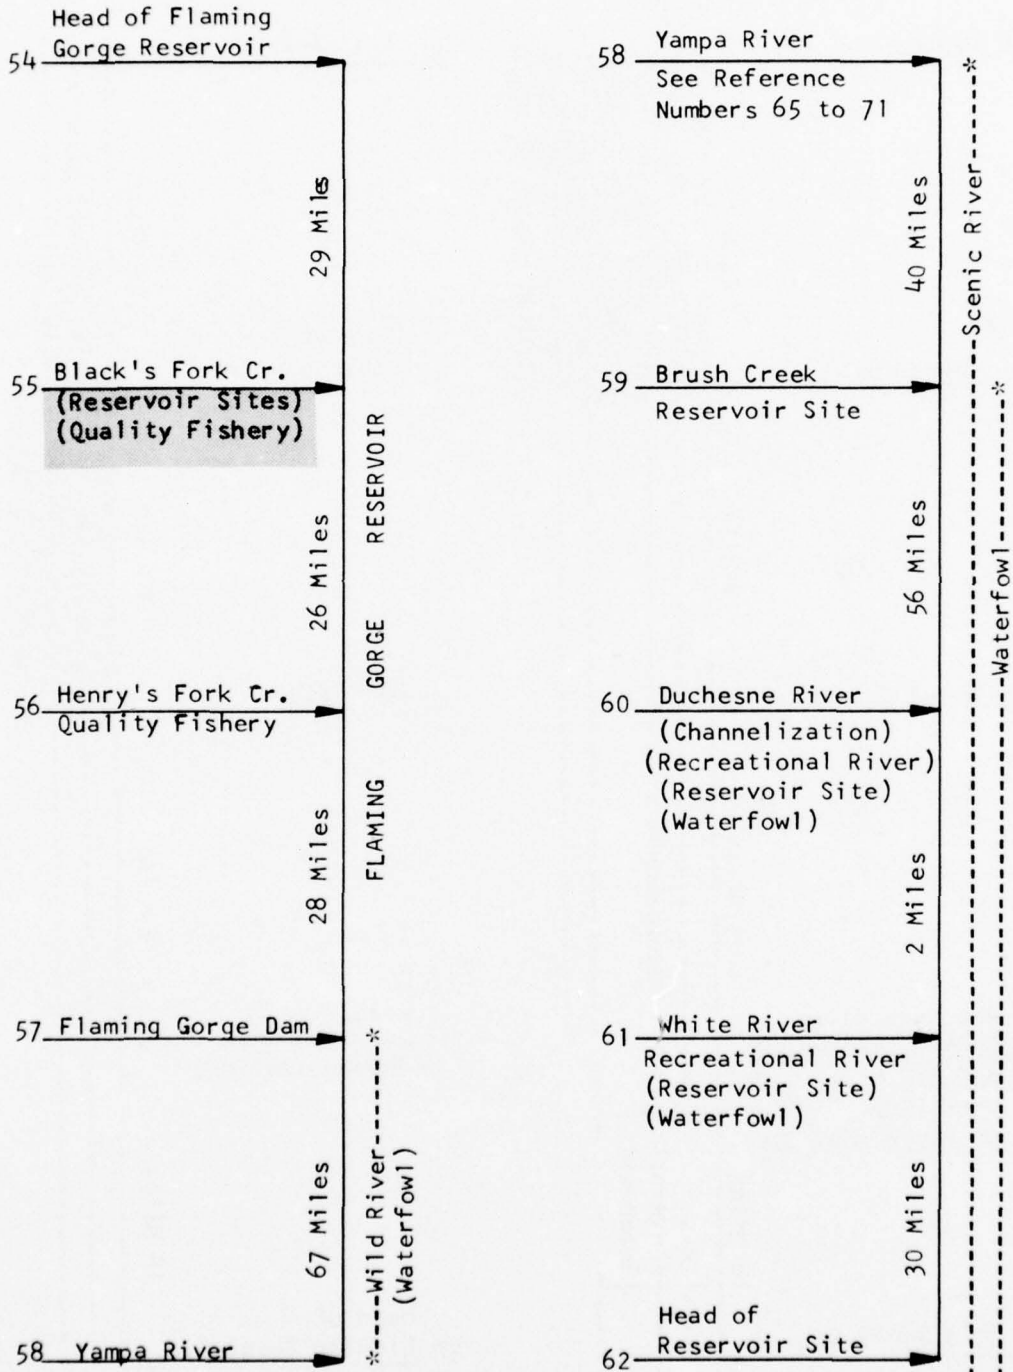 Head of Flaming
54 Gorge Reservoir
29 Miles
55 Black's Fork Cr.
(Reservoir Sites)
(Quality Fishery)
26 Miles
56 Henry's Fork Cr.
Quality Fishery
28 Miles
57 Flaming Gorge Dam
67 Miles
58 Yampa River
FLAMING GORGE RESERVOIR
*-----Wild River-----*
(Waterfowl)
58 Yampa River
See Reference
Numbers 65 to 71
40 Miles
59 Brush Creek
Reservoir Site
56 Miles
60 Duchesne River
(Channelization)
(Recreational River)
(Reservoir Site)
(Waterfowl)
2 Miles
61 White River
Recreational River
(Reservoir Site)
(Waterfowl)
30 Miles
Head of
62 Reservoir Site
Scenic River-----*
Waterfowl-----*